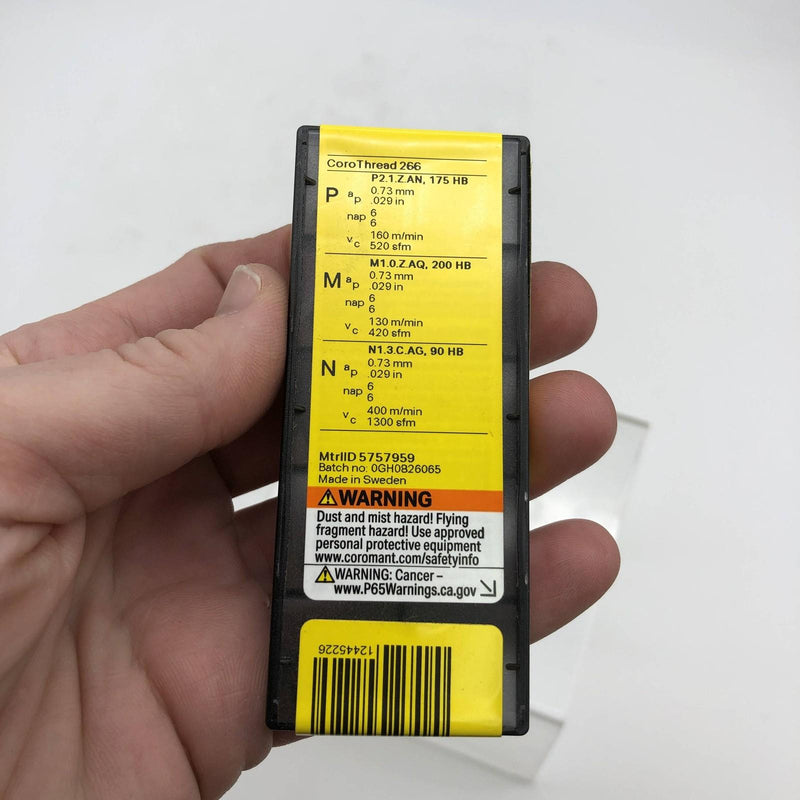 CoroThread 266
P2.1.Z.AN, 175 HB
P ap 0.73 mm
.029 in
nap 6
6
vc 160 m/min
520 sfm
M1.0.Z.AQ, 200 HB
M ap 0.73 mm
.029 in
nap 6
6
vc 130 m/min
420 sfm
N1.3.C.AG, 90 HB
N ap 0.73 mm
.029 in
nap 6
6
vc 400 m/min
1300 sfm
MtrlID 5757959
Batch no: 0GH0826065
Made in Sweden
WARNING
Dust and mist hazard! Flying
fragment hazard! Use approved
personal protective equipment
www.coromant.com/safetyinfo
WARNING: Cancer –
www.P65Warnings.ca.gov
12445226